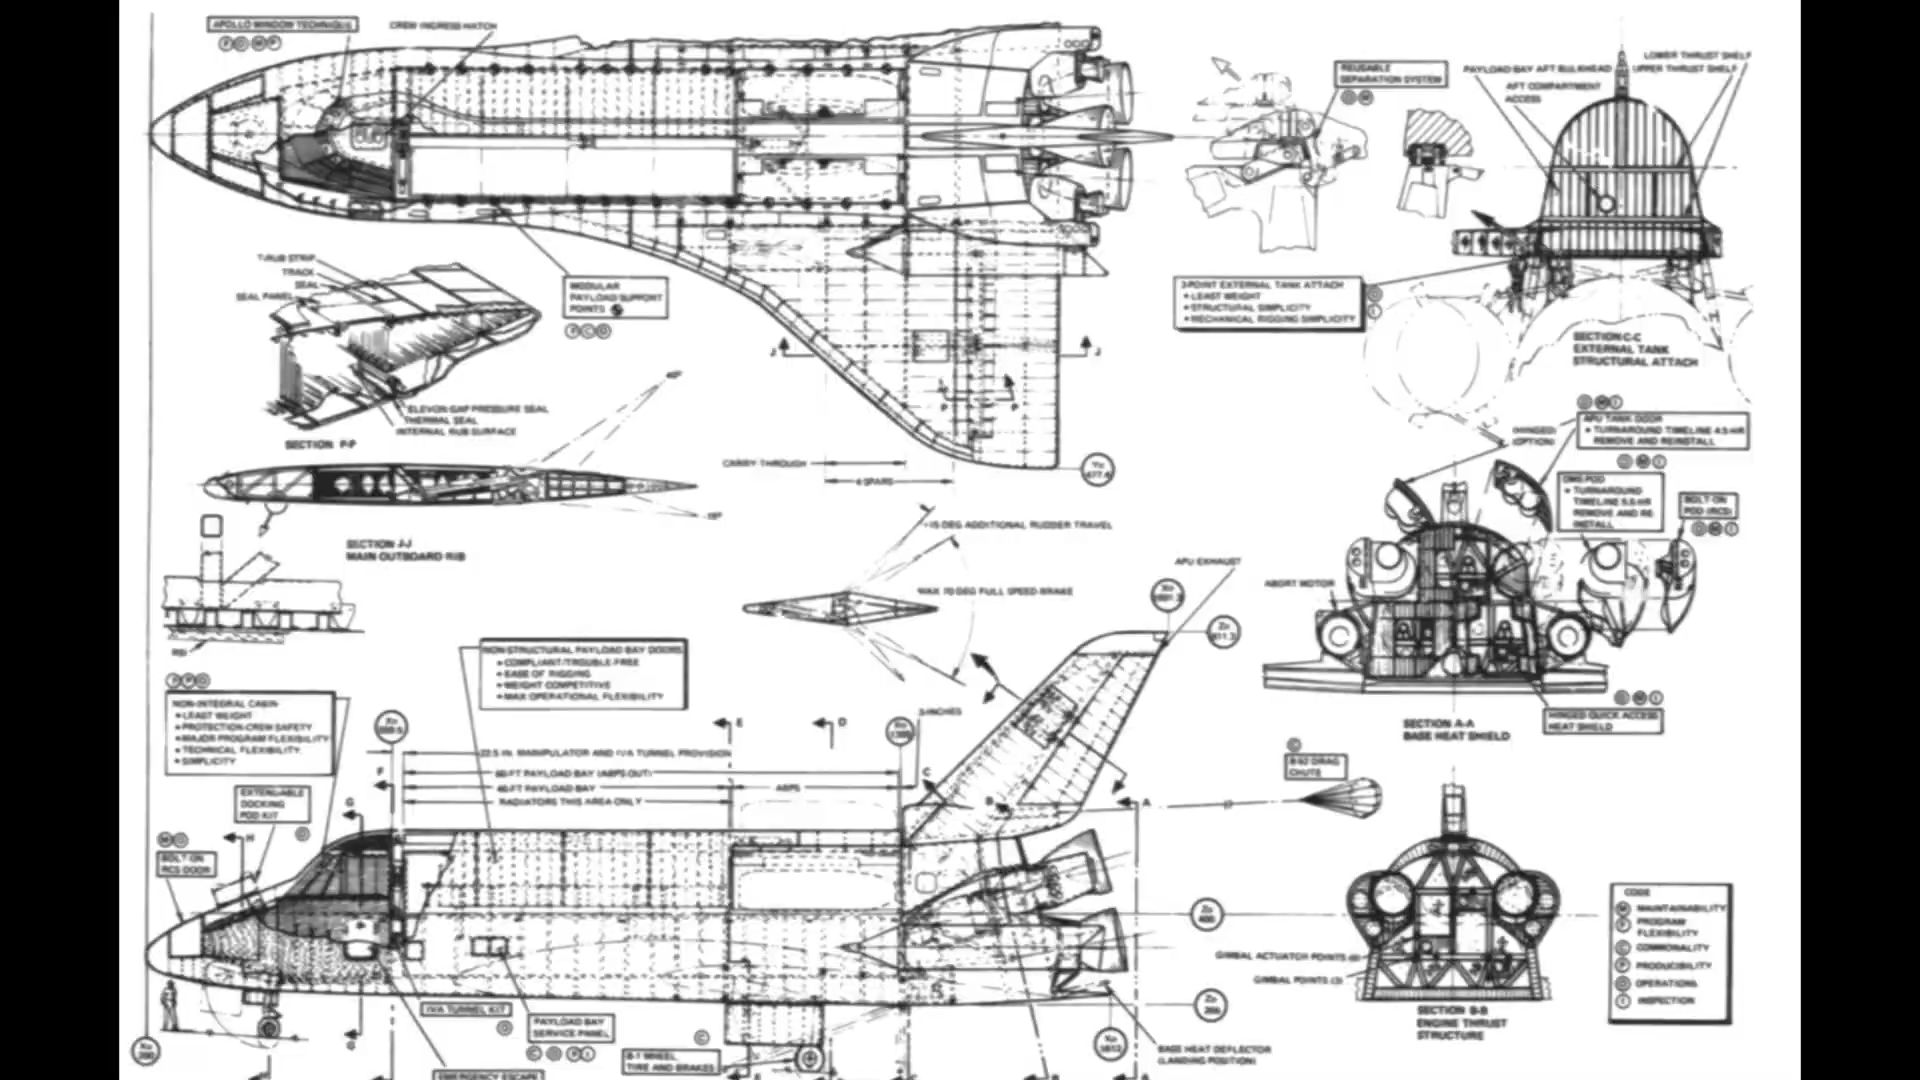 APOLLO WINDOW TECHNIQUE
CREW INGRESS HATCH
REUSABLE
SEPARATION SYSTEM
LOWER THRUST SHELF
PAYLOAD BAY AFT BULKHEAD
UPPER THRUST SHELF
AFT COMPARTMENT
ACCESS
T-RUB STRIP
TRACK
SEAL
SEAL PANEL
MODULAR
PAYLOAD SUPPORT
POINTS
3-POINT EXTERNAL TANK ATTACH
• LEAST WEIGHT
• STRUCTURAL SIMPLICITY
• MECHANICAL RIGGING SIMPLICITY
SECTION C-C
EXTERNAL TANK
STRUCTURAL ATTACH
J
J
P
P
ELEVON GAP PRESSURE SEAL
THERMAL SEAL
INTERNAL RUB SURFACE
SECTION P-P
CARRY-THROUGH
4 SPARS
(HINGED)
(OPTION)
APU TANK DOOR
• TURNAROUND TIMELINE 4.5 HR
REMOVE AND REINSTALL
OMS POD
• TURNAROUND
REMOVE AND RE-
INSTALL
BOLT-ON
POD (RCS)
SECTION J-J
MAIN OUTBOARD RIB
15 DEG ADDITIONAL RUDDER TRAVEL
MAX 70 DEG FULL SPEED BRAKE
APU EXHAUST
ABORT MOTOR
RSI
NON-STRUCTURAL PAYLOAD BAY DOORS
• COMPLIANT/TROUBLE-FREE
• EASE OF RIGGING
• WEIGHT COMPETITIVE
• MAX OPERATIONAL FLEXIBILITY
NON-INTEGRAL CABIN
• LEAST WEIGHT
• PROTECTION-CREW SAFETY
• MAJOR PROGRAM FLEXIBILITY
• TECHNICAL FLEXIBILITY
• SIMPLICITY
HINGED QUICK ACCESS
HEAT SHIELD
SECTION A-A
BASE HEAT SHIELD
22.5 IN. MANIPULATOR AND IVA TUNNEL PROVISION
60-FT PAYLOAD BAY (ABPS OUT)
40-FT PAYLOAD BAY
ABPS
RADIATORS THIS AREA ONLY
B-52 DRAG
CHUTE
EXTENDABLE
DOCKING
POD KIT
BOLT-ON
RCS DOOR
E
D
F
G
H
C
B
A
CODE
M MAINTAINABILITY
F PROGRAM
FLEXIBILITY
C COMMONALITY
P PRODUCIBILITY
O OPERATIONS
I INSPECTION
GIMBAL ACTUATOR POINTS (6)
GIMBAL POINTS (3)
SECTION B-B
ENGINE THRUST
STRUCTURE
IVA TUNNEL KIT
PAYLOAD BAY
SERVICE PANEL
B-1 WHEEL
TIRE AND BRAKES
BASE HEAT DEFLECTOR
(LANDING POSITION)
EMERGENCY ESCAPE